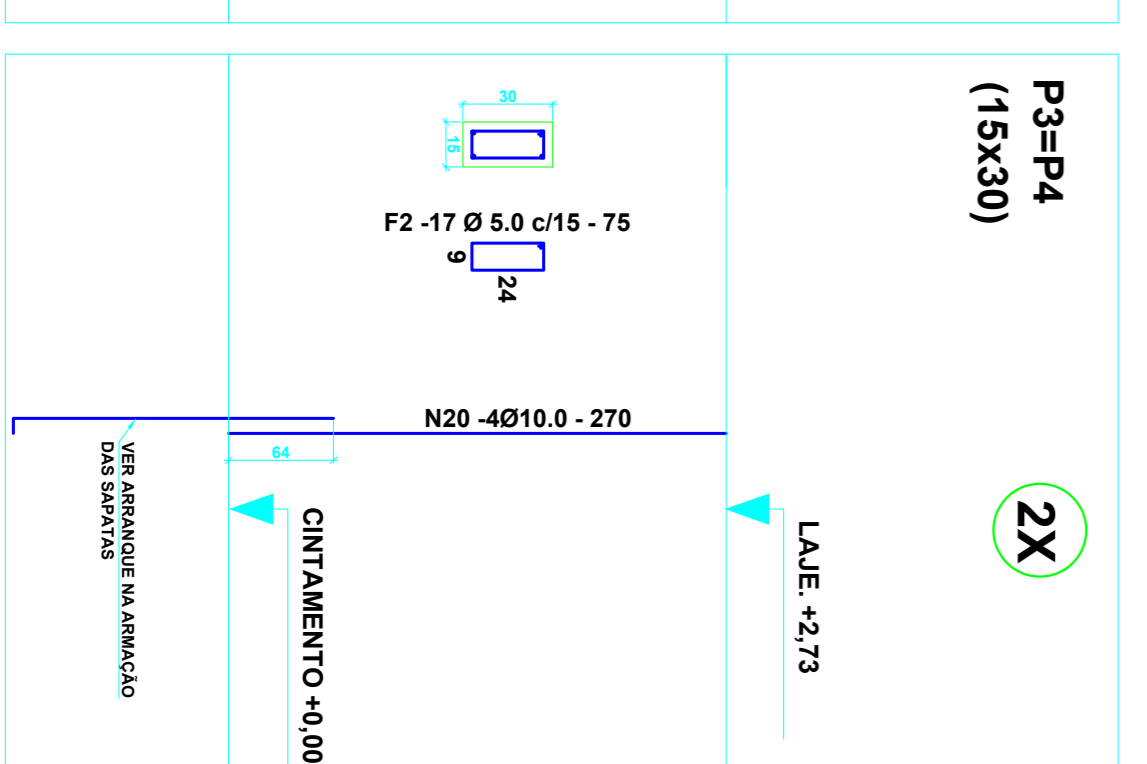 P3=P4
(15x30)
2X
30
15
F2 -17 Ø 5.0 c/15 - 75
9
24
LAJE. +2,73
N20 -4Ø10.0 - 270
64
CINTAMENTO +0,00
VER ARRANQUE NA ARMAÇÃO
DAS SAPATAS